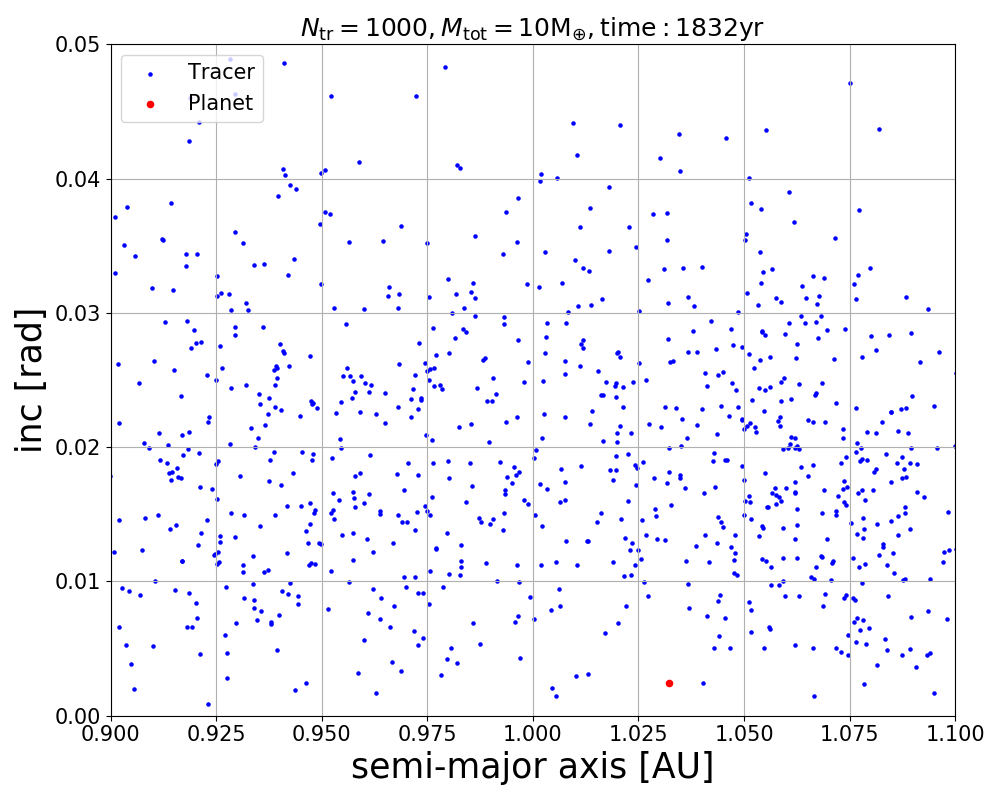 N_tr = 1000, M_tot = 10M_⊕, time : 1832yr
Tracer
Planet
0.05
0.04
0.03
0.02
0.01
0.00
inc [rad]
0.900 0.925 0.950 0.975 1.000 1.025 1.050 1.075 1.100
semi-major axis [AU]